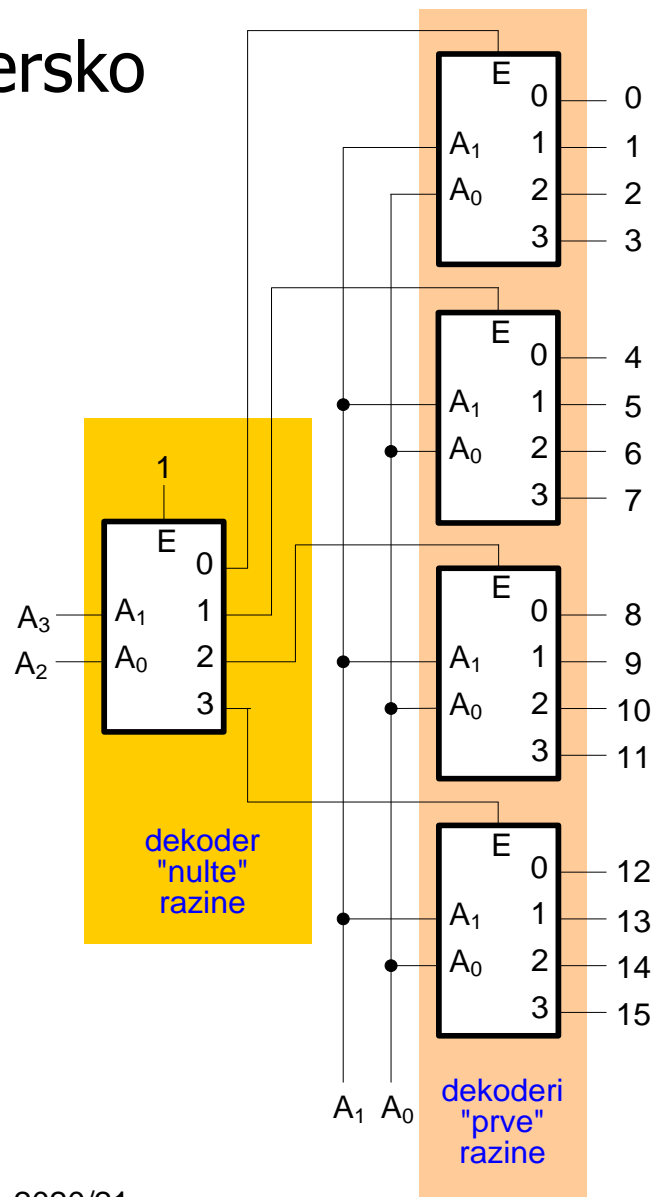 ersko
E
0 0
A₁ 1 1
A₀ 2 2
3 3
E
0 4
A₁ 1 5
A₀ 2 6
3 7
1
E
0
A₃ A₁ 1
A₂ A₀ 2
3
dekoder
"nulte"
razine
E
0 8
A₁ 1 9
A₀ 2 10
3 11
E
0 12
A₁ 1 13
A₀ 2 14
3 15
A₁ A₀
dekoderi
"prve"
razine